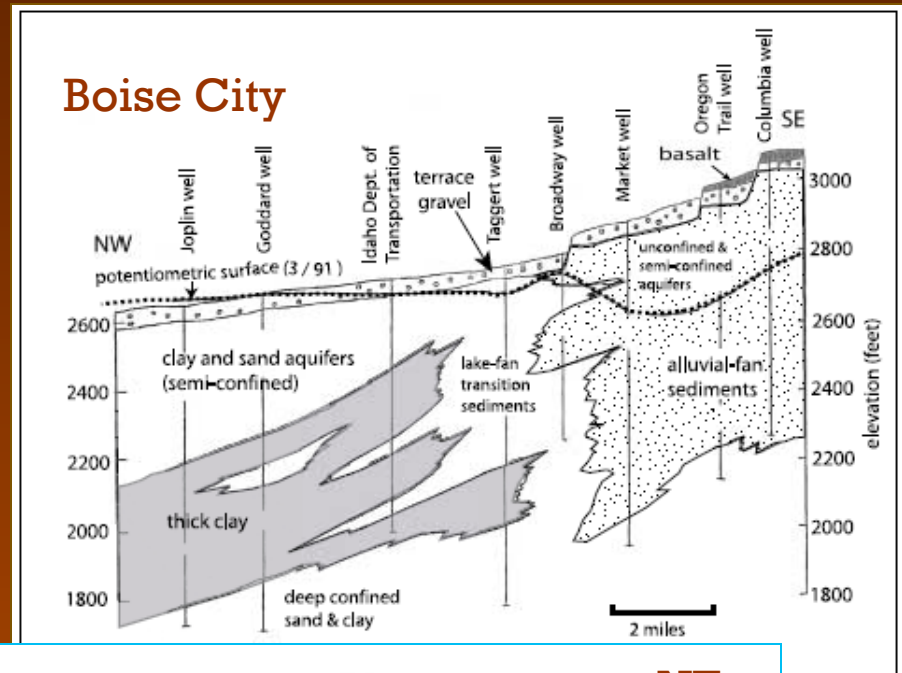 Boise City
NW
Joplin well
Goddard well
Idaho Dept. of
Transportation
Taggert well
Broadway well
Market well
Oregon
Trail well
Columbia well
SE
terrace
gravel
basalt
potentiometric surface (3 / 91 )
unconfined &
semi-confined
aquifers
clay and sand aquifers
(semi-confined)
lake-fan
transition
sediments
alluvial-fan
sediments
thick clay
deep confined
sand & clay
2600
2400
2200
2000
1800
3000
2800
2600
2400
2200
2000
1800
elevation (feet)
2 miles